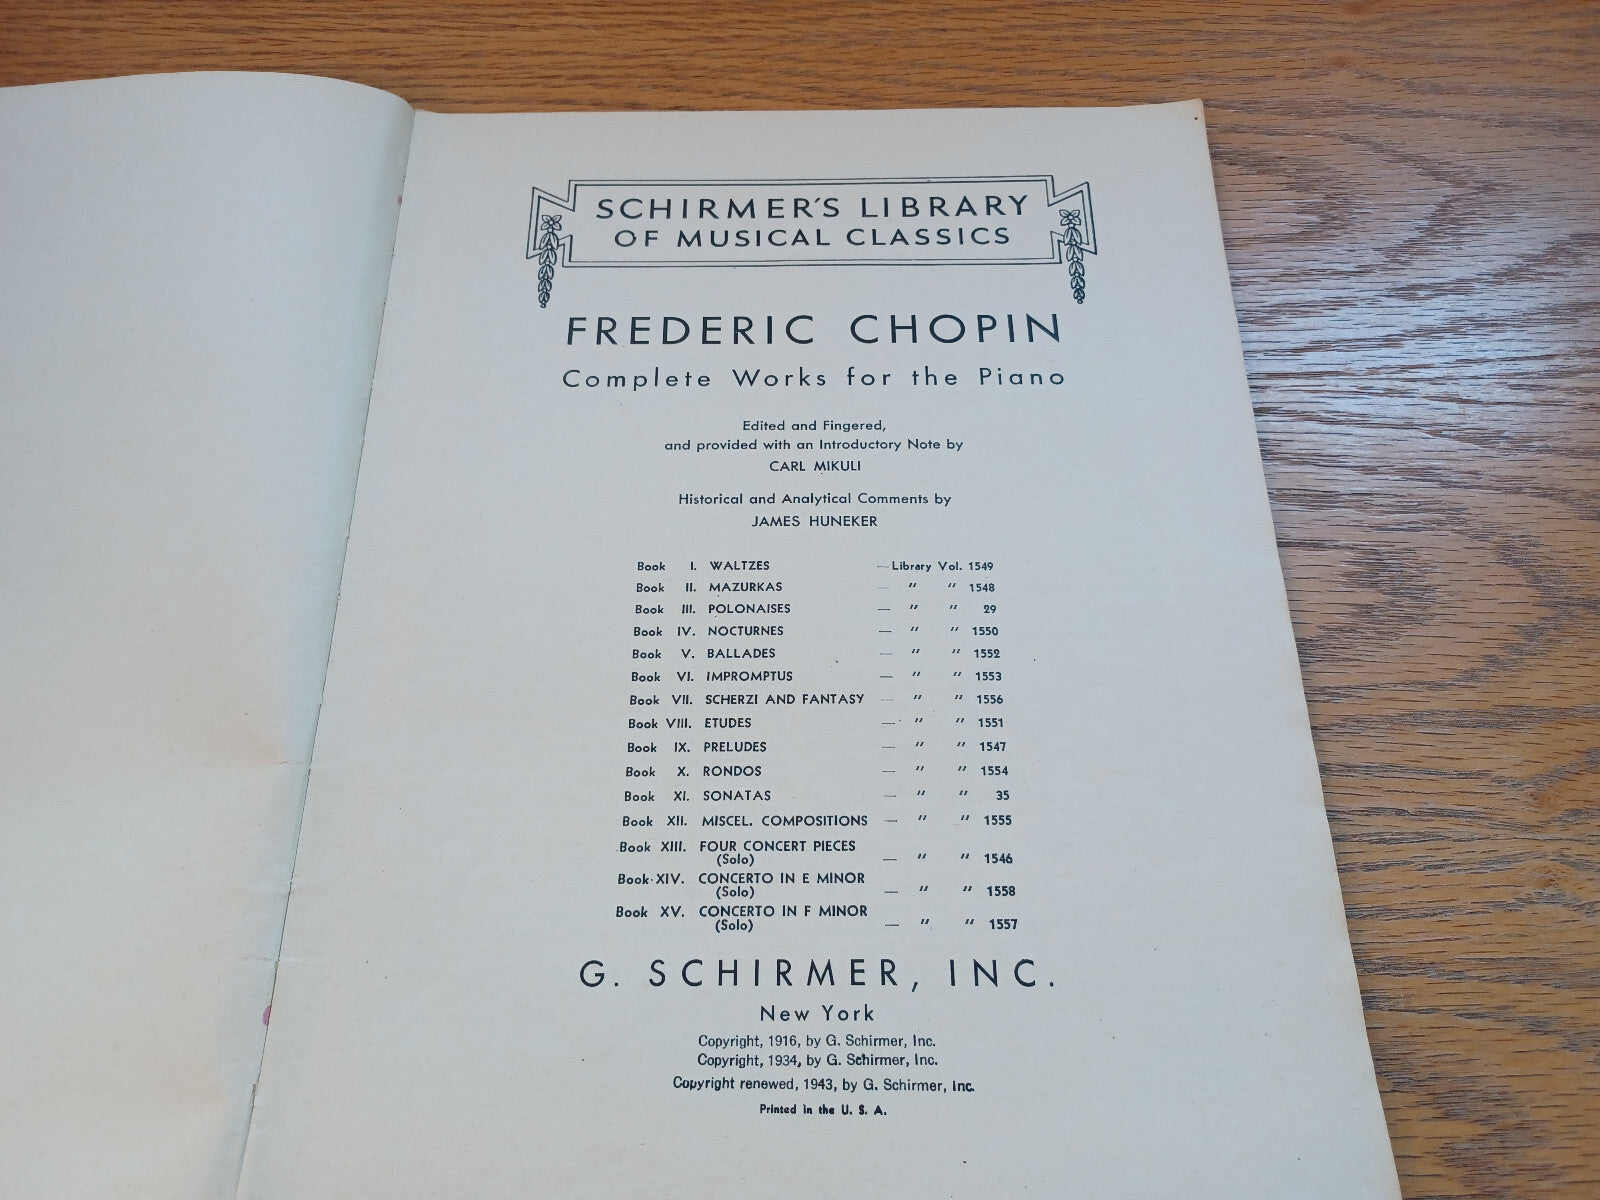 SCHIRMER'S LIBRARY
OF MUSICAL CLASSICS
FREDERIC CHOPIN
Complete Works for the Piano
Edited and Fingered,
and provided with an Introductory Note by
CARL MIKULI
Historical and Analytical Comments by
JAMES HUNEKER
Book I. WALTZES — Library Vol. 1549
Book II. MAZURKAS — " " 1548
Book III. POLONAISES — " " 29
Book IV. NOCTURNES — " " 1550
Book V. BALLADES — " " 1552
Book VI. IMPROMPTUS — " " 1553
Book VII. SCHERZI AND FANTASY — " " 1556
Book VIII. ETUDES — " " 1551
Book IX. PRELUDES — " " 1547
Book X. RONDOS — " " 1554
Book XI. SONATAS — " " 35
Book XII. MISCEL. COMPOSITIONS — " " 1555
Book XIII. FOUR CONCERT PIECES
(Solo) — " " 1546
Book XIV. CONCERTO IN E MINOR
(Solo) — " " 1558
Book XV. CONCERTO IN F MINOR
(Solo) — " " 1557
G. SCHIRMER, INC.
New York
Copyright, 1916, by G. Schirmer, Inc.
Copyright, 1934, by G. Schirmer, Inc.
Copyright renewed, 1943, by G. Schirmer, Inc.
Printed in the U. S. A.